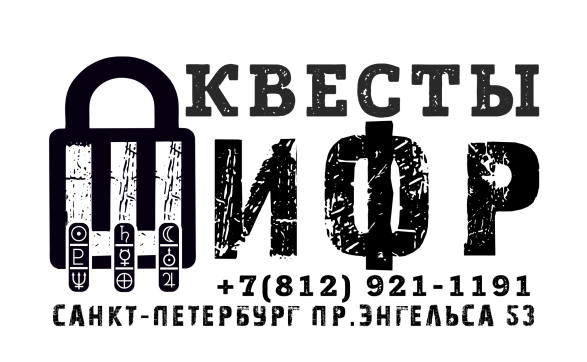 КВЕСТЫ
ШИФР
+7(812) 921-1191
САНКТ-ПЕТЕРБУРГ ПР.ЭНГЕЛЬСА 53